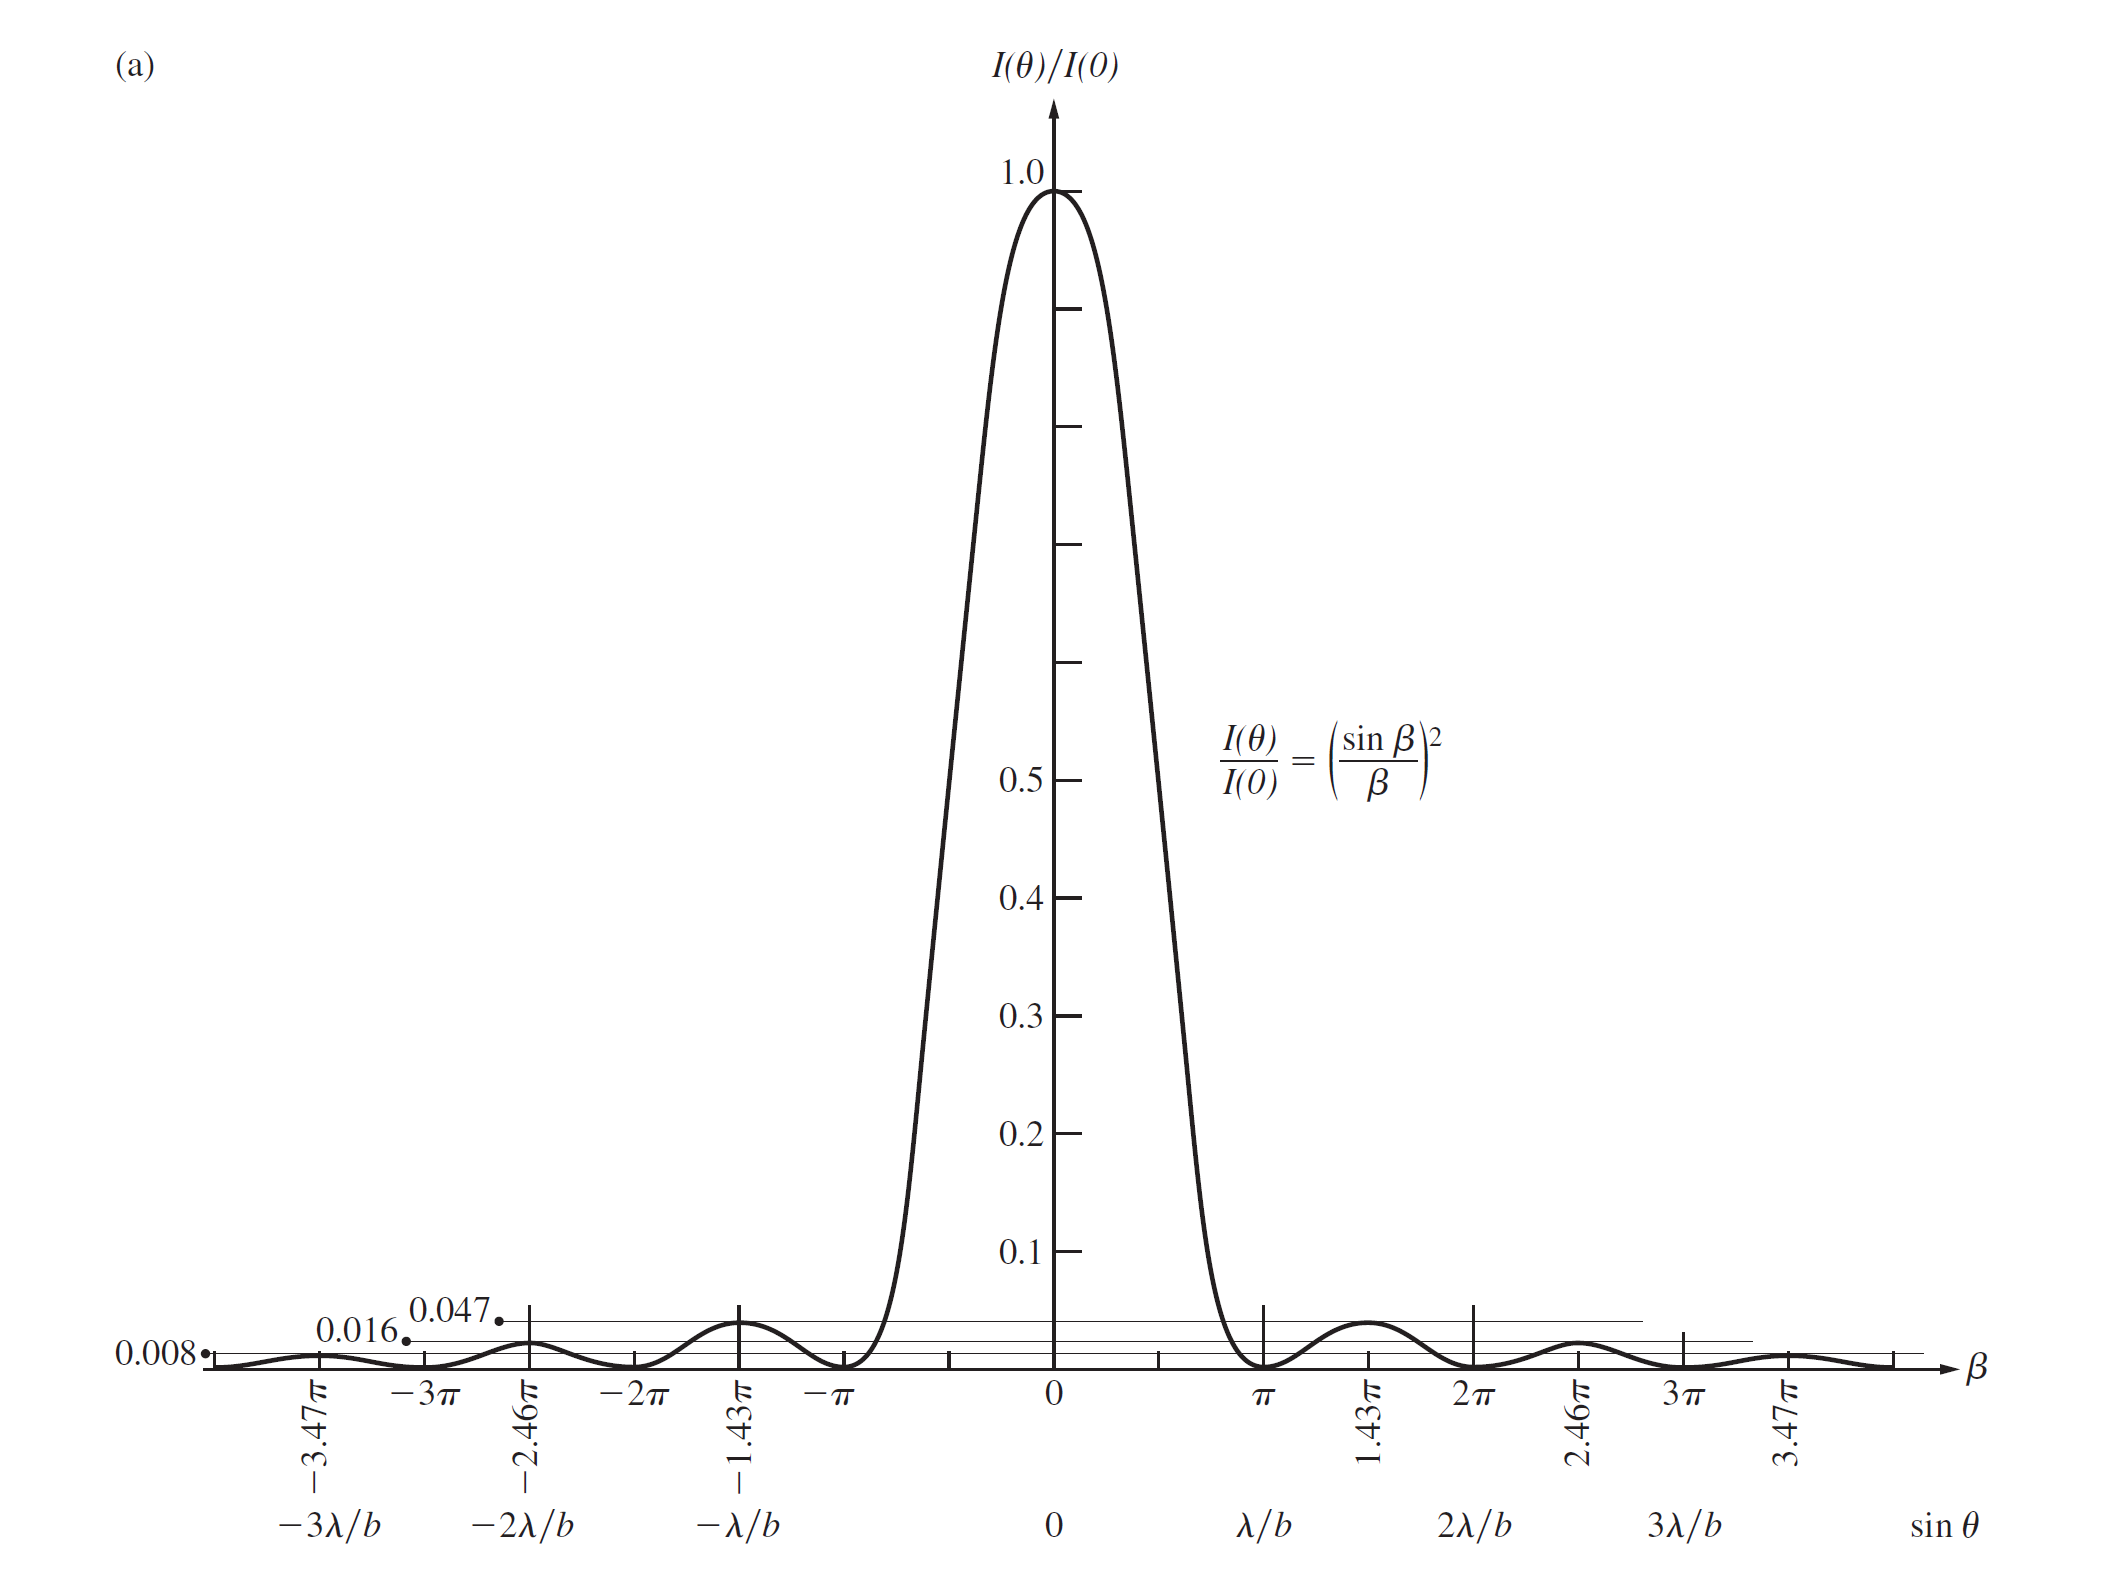 (a)
I(θ)/I(0)
1.0
I(θ)/I(0) = (sin β/β)²
0.5
0.4
0.3
0.2
0.1
0.047
0.016
0.008
β
−3π −2π −π 0 π 2π 3π
−3.47π −2.46π −1.43π 1.43π 2.46π 3.47π
−3λ/b −2λ/b −λ/b 0 λ/b 2λ/b 3λ/b sin θ